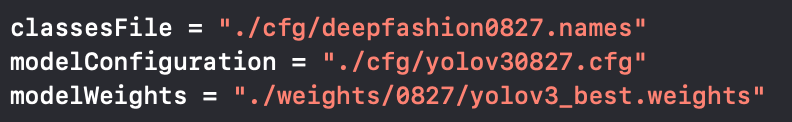 classesFile = "./cfg/deepfashion0827.names"
modelConfiguration = "./cfg/yolov30827.cfg"
modelWeights = "./weights/0827/yolov3_best.weights"